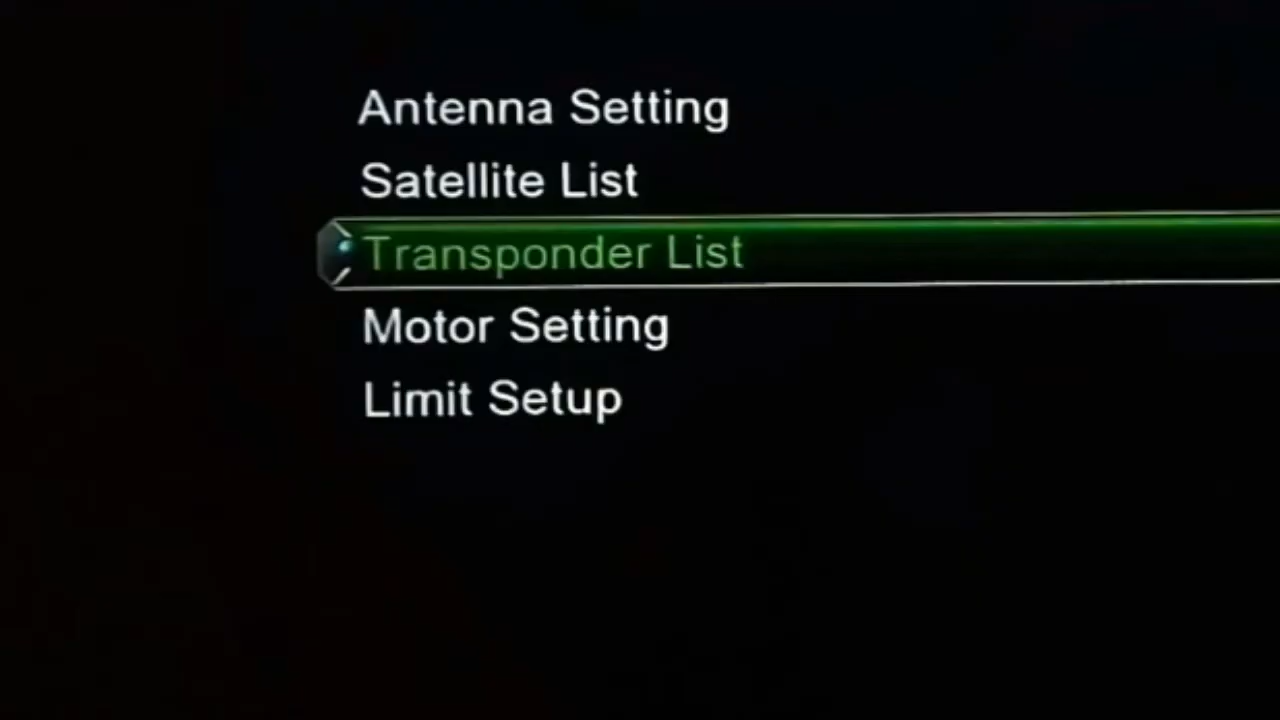 Antenna Setting
Satellite List
Transponder List
Motor Setting
Limit Setup